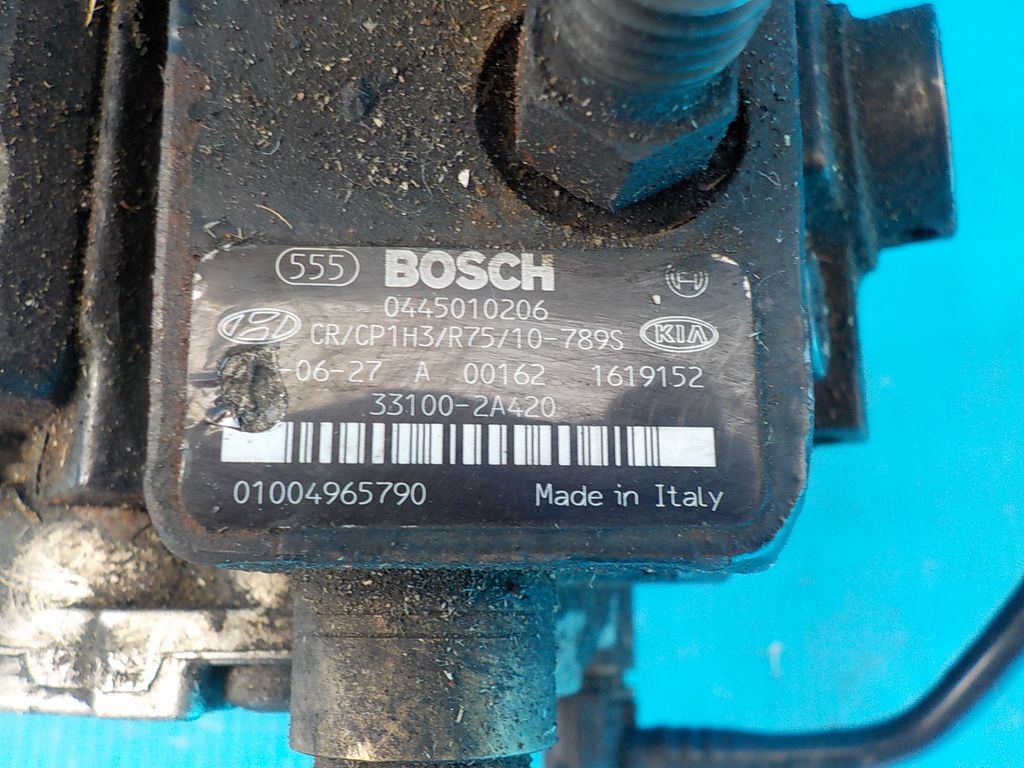 555 BOSCH
0445010206
CR/CP1H3/R75/10-789S KIA
-06-27 A 00162 1619152
33100-2A420
01004965790 Made in Italy